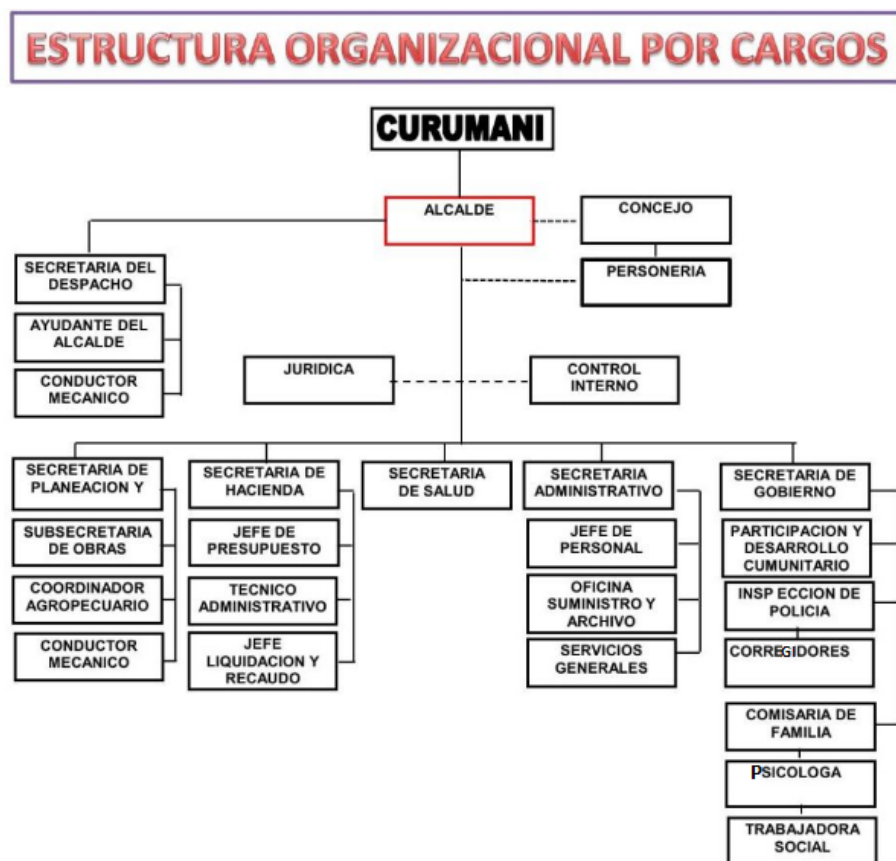 ESTRUCTURA ORGANIZACIONAL POR CARGOS
CURUMANI
ALCALDE
CONCEJO
PERSONERIA
SECRETARIA DEL
DESPACHO
AYUDANTE DEL
ALCALDE
CONDUCTOR
MECANICO
JURIDICA
CONTROL
INTERNO
SECRETARIA DE
PLANEACION Y
SUBSECRETARIA
DE OBRAS
COORDINADOR
AGROPECUARIO
CONDUCTOR
MECANICO
SECRETARIA DE
HACIENDA
JEFE DE
PRESUPUESTO
TECNICO
ADMINISTRATIVO
JEFE
LIQUIDACION Y
RECAUDO
SECRETARIA
DE SALUD
SECRETARIA
ADMINISTRATIVO
JEFE DE
PERSONAL
OFICINA
SUMINISTRO Y
ARCHIVO
SERVICIOS
GENERALES
SECRETARIA DE
GOBIERNO
PARTICIPACION Y
DESARROLLO
CUMUNITARIO
INSP ECCION DE
POLICIA
CORREGIDORES
COMISARIA DE
FAMILIA
PSICOLOGA
TRABAJADORA
SOCIAL